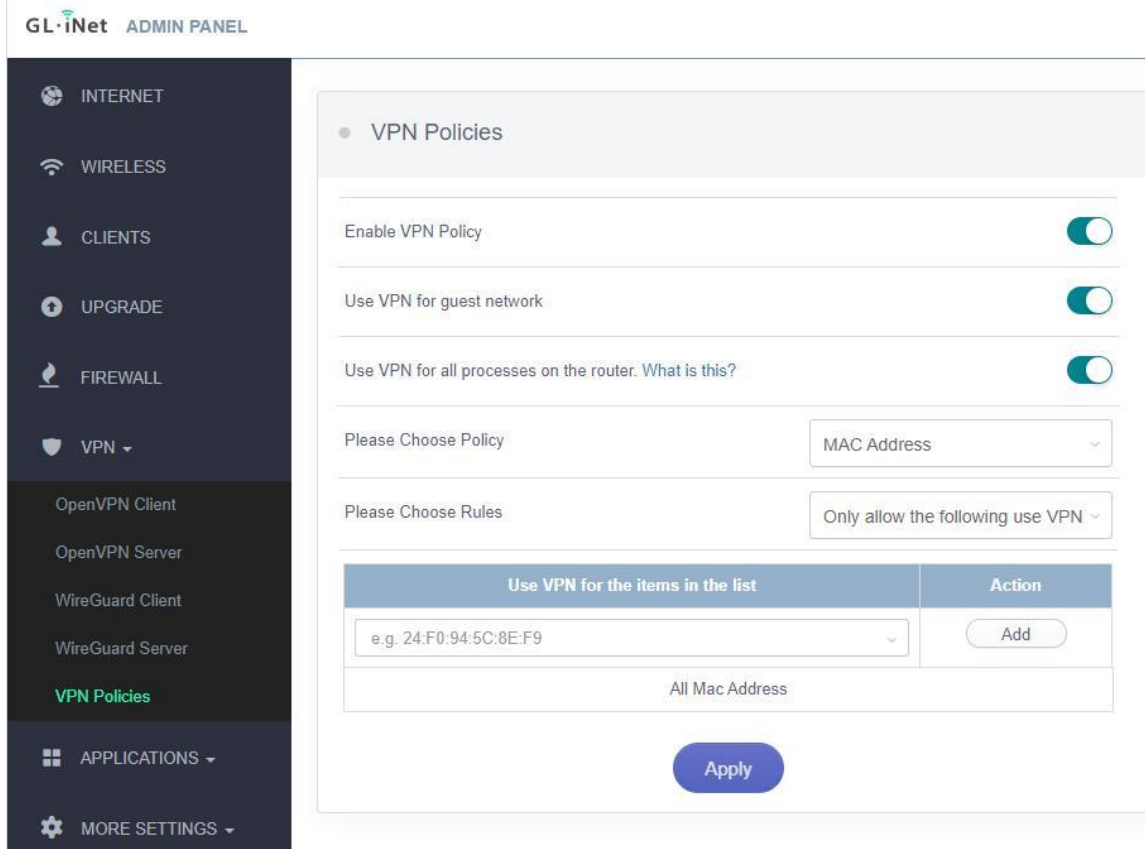 GL·iNet ADMIN PANEL
INTERNET
WIRELESS
CLIENTS
UPGRADE
FIREWALL
VPN
OpenVPN Client
OpenVPN Server
WireGuard Client
WireGuard Server
VPN Policies
APPLICATIONS
MORE SETTINGS
VPN Policies
Enable VPN Policy
Use VPN for guest network
Use VPN for all processes on the router. What is this?
Please Choose Policy MAC Address
Please Choose Rules Only allow the following use VPN
Use VPN for the items in the list Action
e.g. 24:F0:94:5C:8E:F9 Add
All Mac Address
Apply